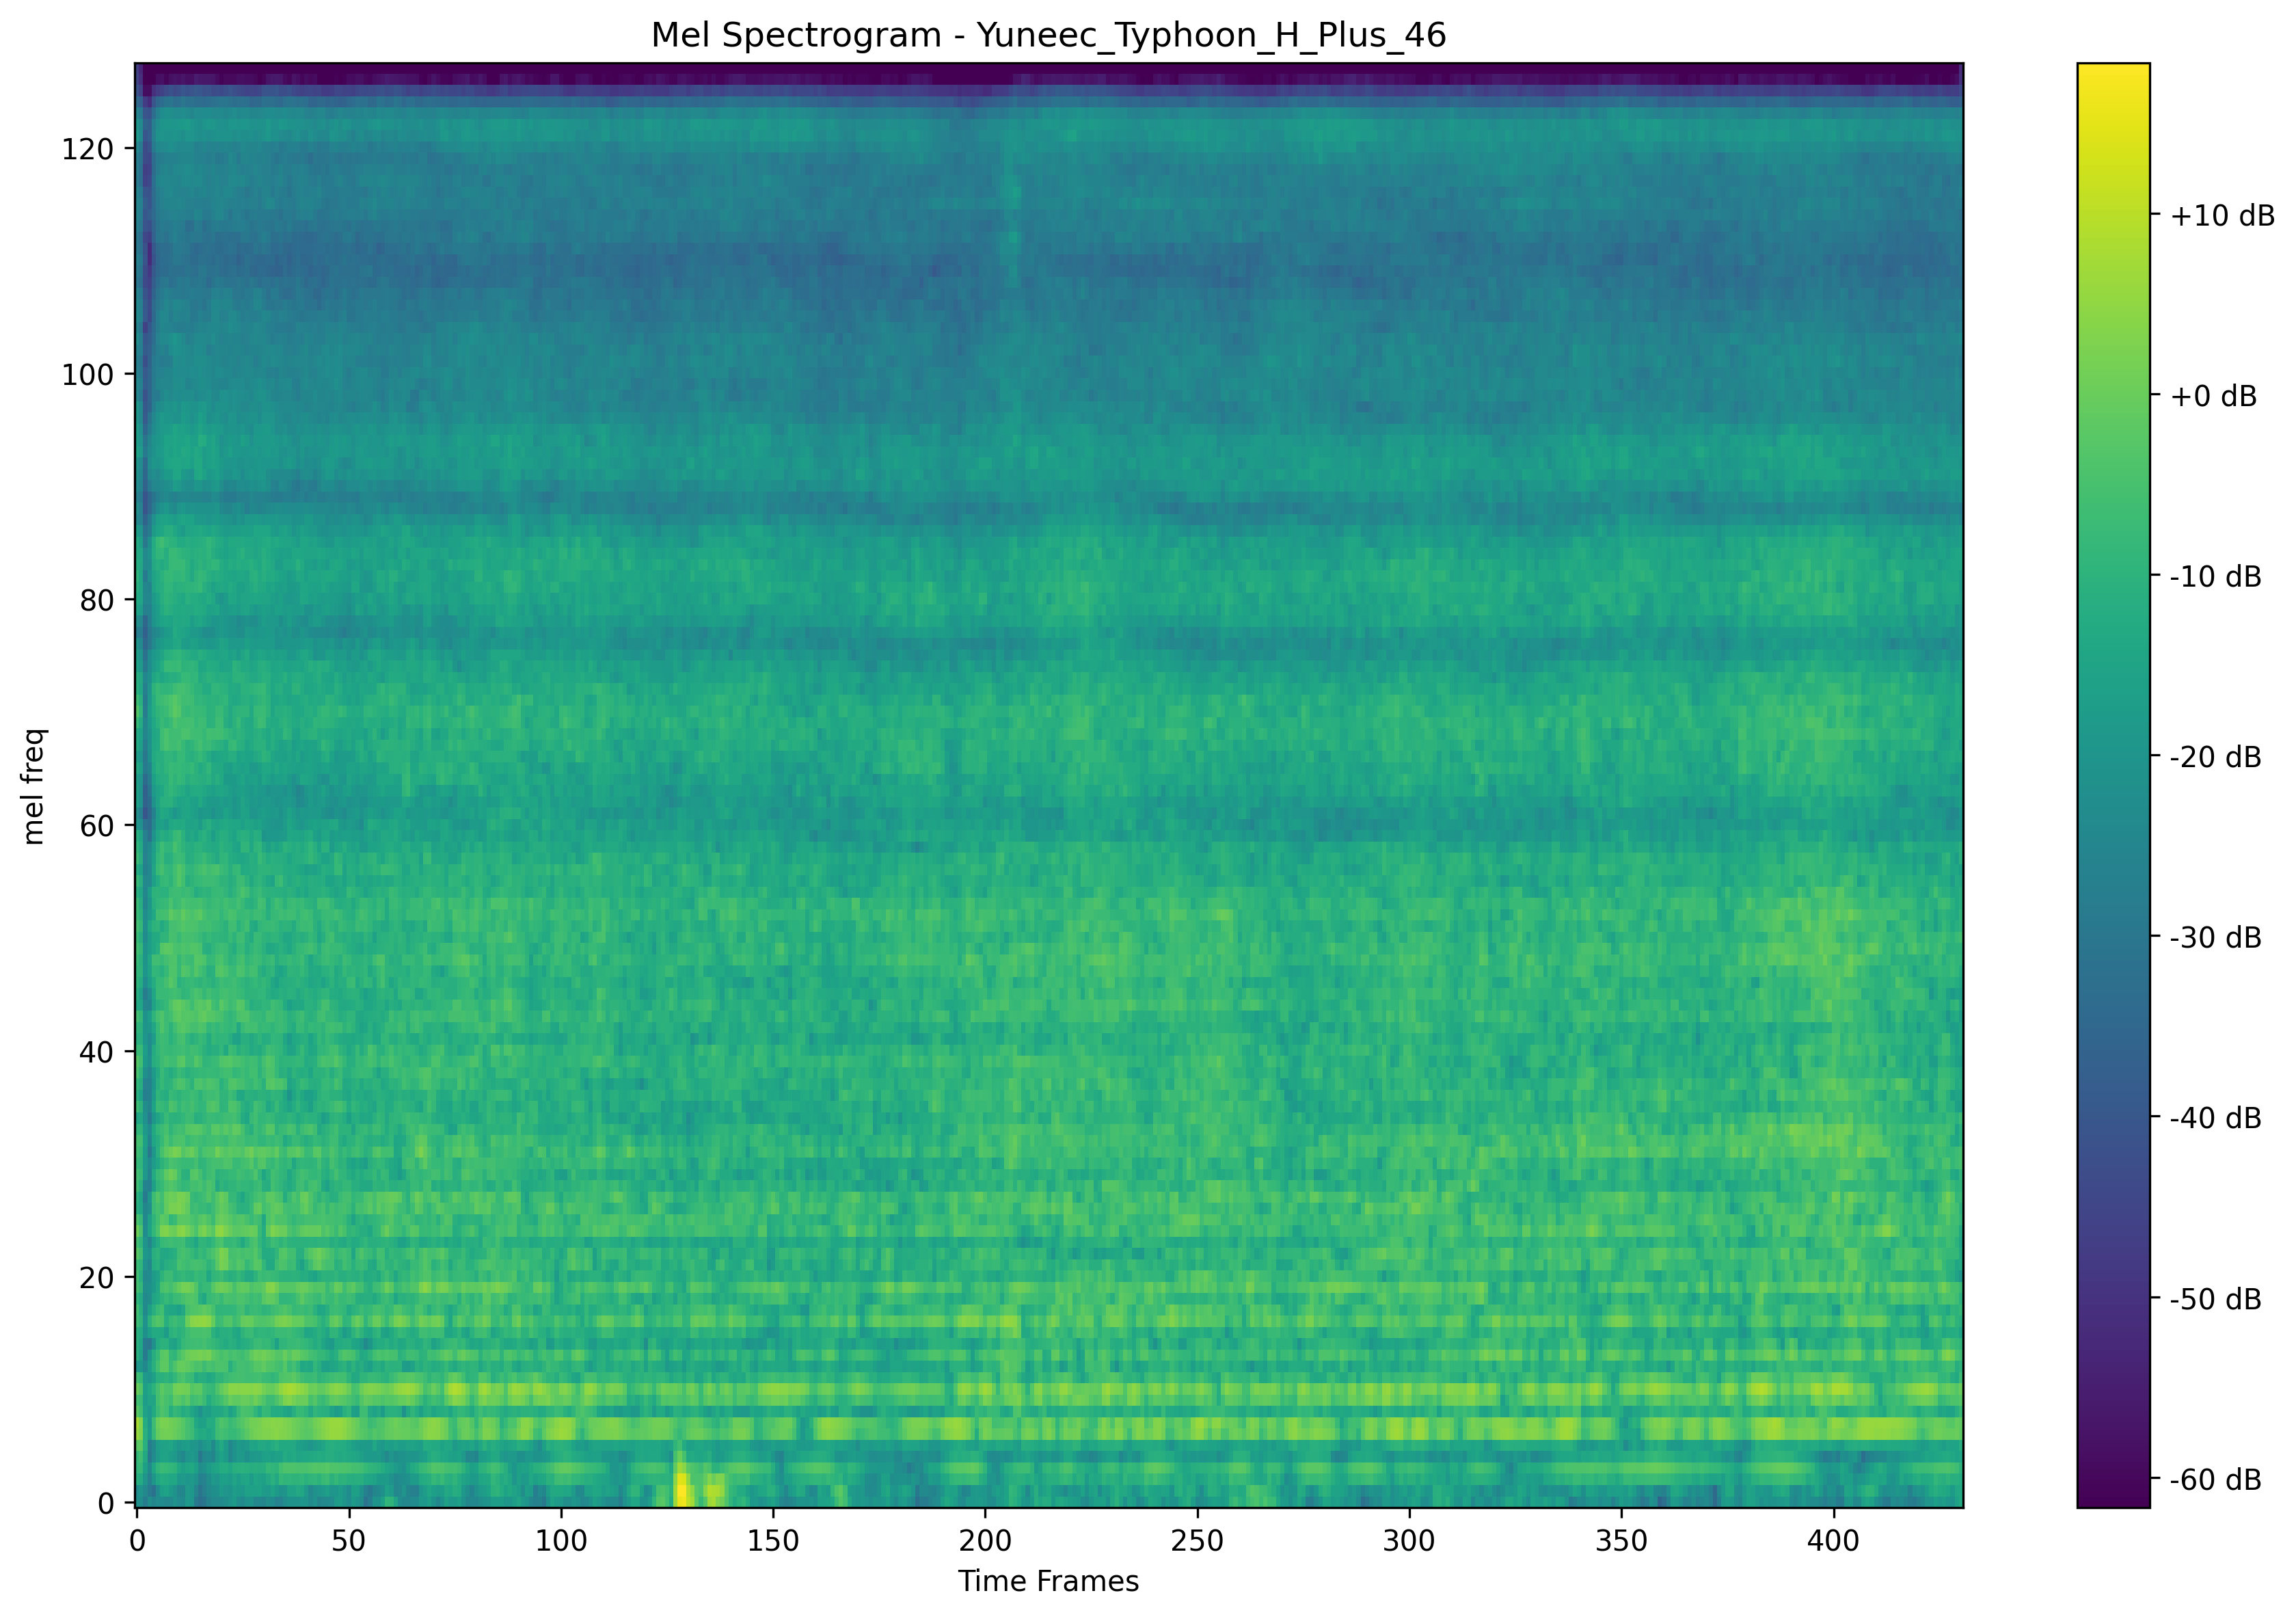 Mel Spectrogram - Yuneec_Typhoon_H_Plus_46
mel freq
120
100
80
60
40
20
0
0 50 100 150 200 250 300 350 400
Time Frames
+10 dB
+0 dB
-10 dB
-20 dB
-30 dB
-40 dB
-50 dB
-60 dB